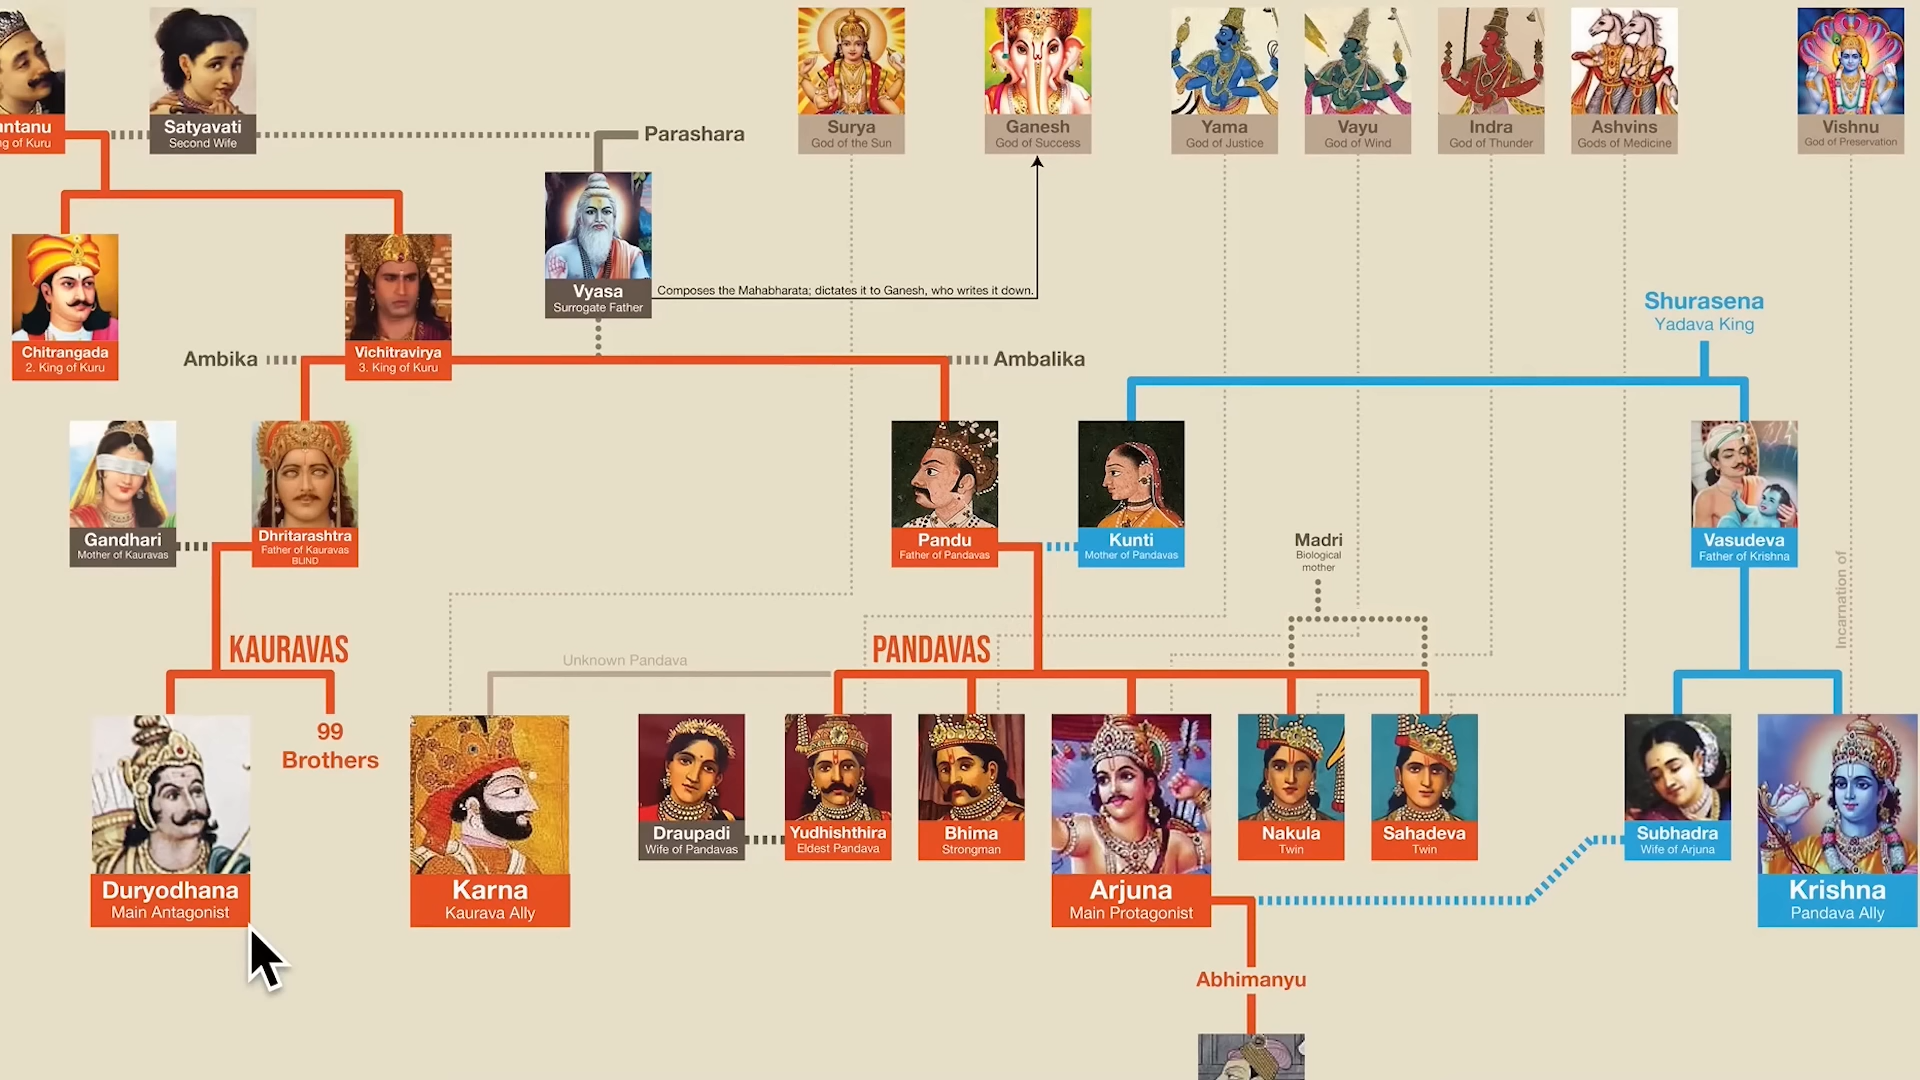 antanu
ng of Kuru
Satyavati
Second Wife
Parashara
Surya
God of the Sun
Ganesh
God of Success
Yama
God of Justice
Vayu
God of Wind
Indra
God of Thunder
Ashvins
Gods of Medicine
Vishnu
God of Preservation
Vyasa
Surrogate Father
Composes the Mahabharata; dictates it to Ganesh, who writes it down.
Shurasena
Yadava King
Chitrangada
2. King of Kuru
Ambika
Vichitravirya
3. King of Kuru
Ambalika
Gandhari
Mother of Kauravas
Dhritarashtra
Father of Kauravas
BLIND
Pandu
Father of Pandavas
Kunti
Mother of Pandavas
Madri
Biological
mother
Vasudeva
Father of Krishna
Incarnation of
KAURAVAS
Unknown Pandava
PANDAVAS
99
Brothers
Duryodhana
Main Antagonist
Karna
Kaurava Ally
Draupadi
Wife of Pandavas
Yudhishthira
Eldest Pandava
Bhima
Strongman
Arjuna
Main Protagonist
Nakula
Twin
Sahadeva
Twin
Subhadra
Wife of Arjuna
Krishna
Pandava Ally
Abhimanyu